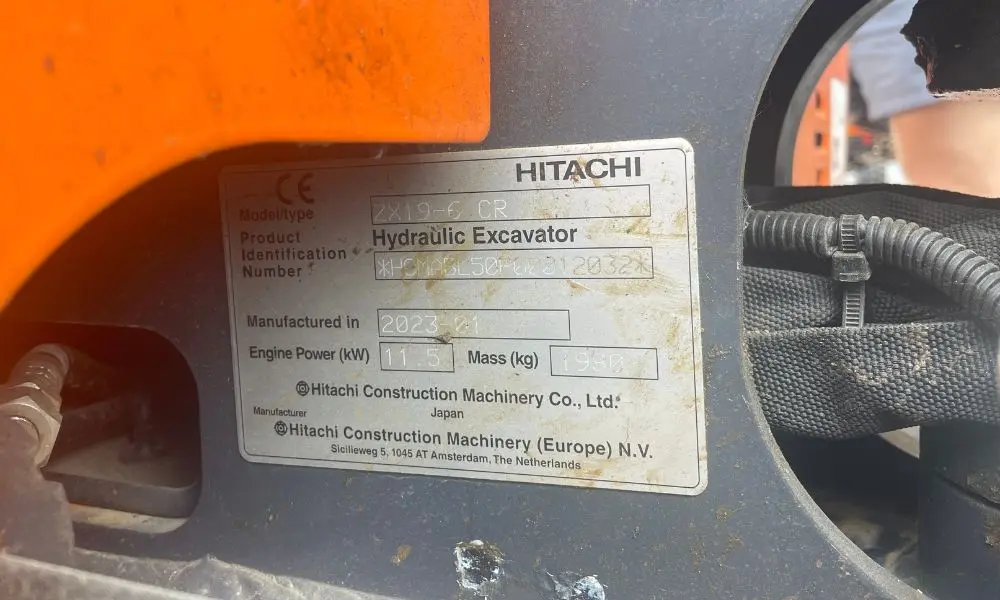 HITACHI
CE
Model/type ZX19-6 CR
Product Identification Number
Hydraulic Excavator
Manufactured in 2023-01
Engine Power (kW) 11.5 Mass (kg)
Hitachi Construction Machinery Co., Ltd.
Japan
Manufacturer
Hitachi Construction Machinery (Europe) N.V.
Sicilieweg 5, 1045 AT Amsterdam, The Netherlands